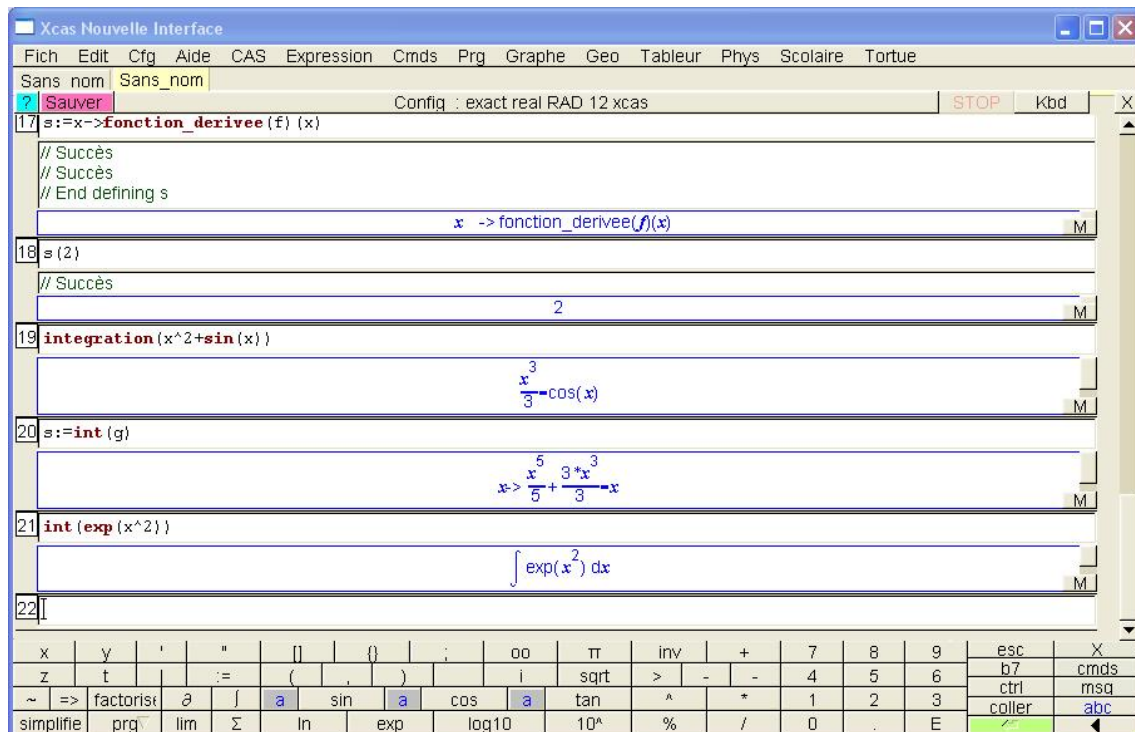 Xcas Nouvelle Interface
Fich Edit Cfg Aide CAS Expression Cmds Prg Graphe Geo Tableur Phys Scolaire Tortue
Sans_nom Sans_nom
? Sauver Config : exact real RAD 12 xcas STOP Kbd X
17 s:=x->fonction_derivee(f)(x)
// Succès
// Succès
// End defining s
x ->fonction_derivee(f)(x)
M
18 s(2)
// Succès
2
M
19 integration(x^2+sin(x))
x^3/3-cos(x)
M
20 s:=int(g)
x-> x^5/5+3*x^3/3-x
M
21 int(exp(x^2))
∫ exp(x^2) dx
M
22
x y ' " [] {} ; oo π inv + 7 8 9 esc X
z t | := ( , ) i sqrt > - - 4 5 6 b7 cmds
~ => factorise ∂ ∫ a sin a cos a tan ^ * 1 2 3 ctrl msg
simplifie prg lim Σ ln exp log10 10^ % / 0 . E coller abc